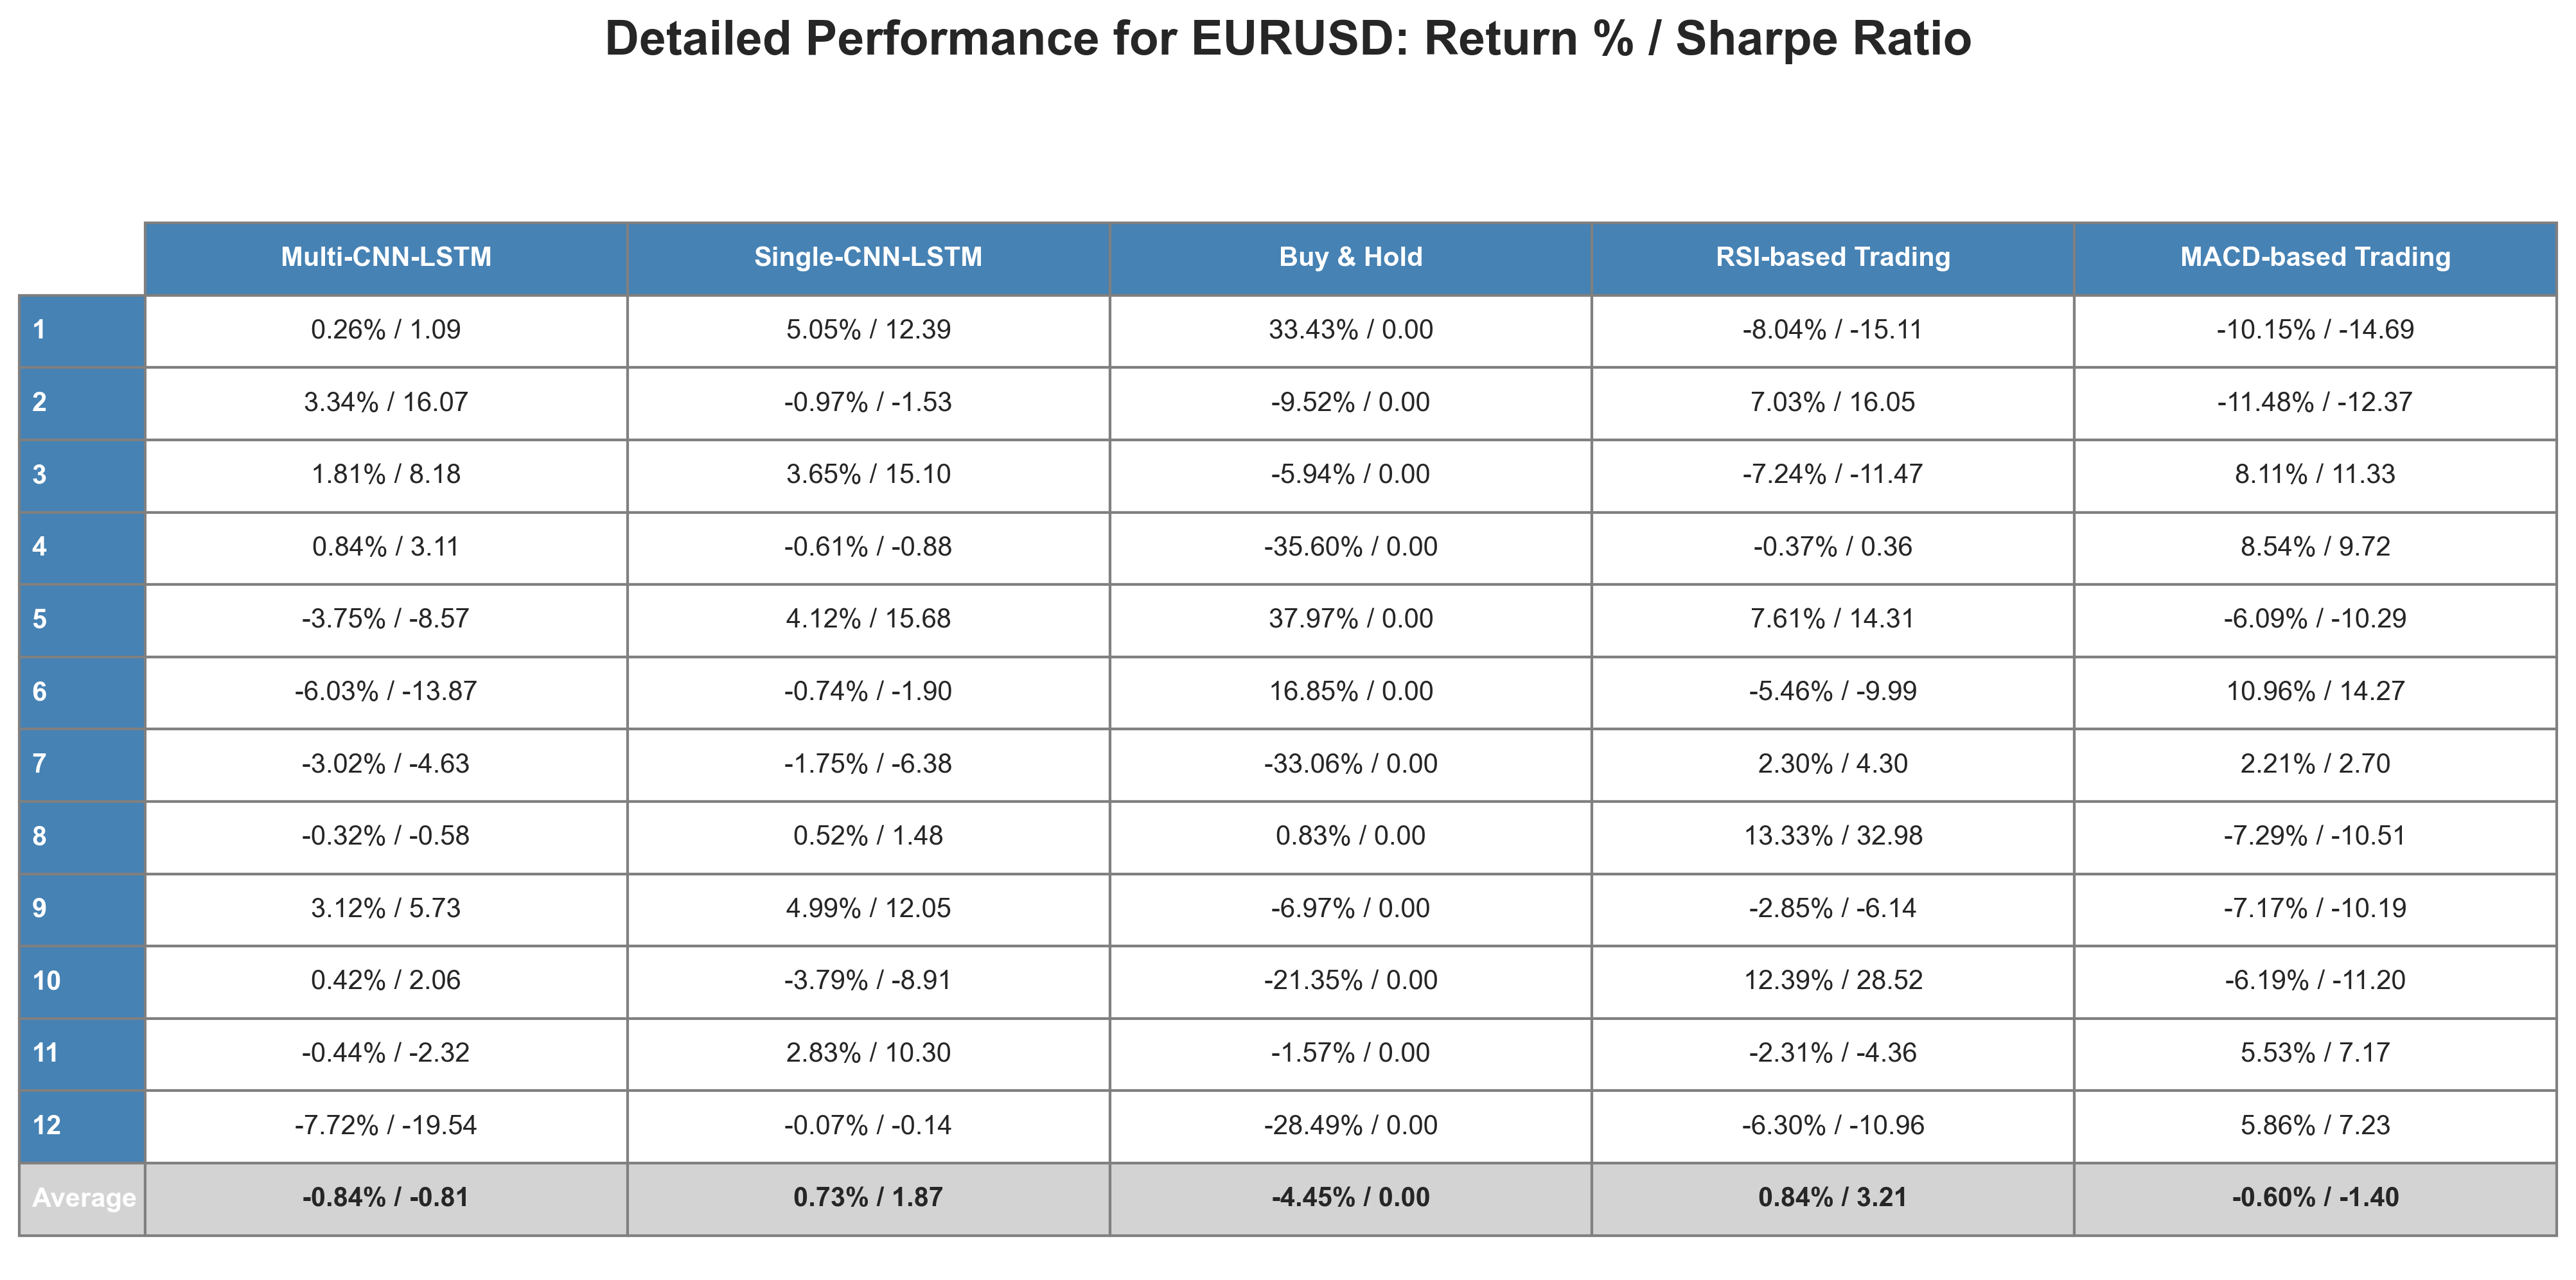 Detailed Performance for EURUSD: Return % / Sharpe Ratio
Multi-CNN-LSTM Single-CNN-LSTM Buy & Hold RSI-based Trading MACD-based Trading
1 0.26% / 1.09 5.05% / 12.39 33.43% / 0.00 -8.04% / -15.11 -10.15% / -14.69
2 3.34% / 16.07 -0.97% / -1.53 -9.52% / 0.00 7.03% / 16.05 -11.48% / -12.37
3 1.81% / 8.18 3.65% / 15.10 -5.94% / 0.00 -7.24% / -11.47 8.11% / 11.33
4 0.84% / 3.11 -0.61% / -0.88 -35.60% / 0.00 -0.37% / 0.36 8.54% / 9.72
5 -3.75% / -8.57 4.12% / 15.68 37.97% / 0.00 7.61% / 14.31 -6.09% / -10.29
6 -6.03% / -13.87 -0.74% / -1.90 16.85% / 0.00 -5.46% / -9.99 10.96% / 14.27
7 -3.02% / -4.63 -1.75% / -6.38 -33.06% / 0.00 2.30% / 4.30 2.21% / 2.70
8 -0.32% / -0.58 0.52% / 1.48 0.83% / 0.00 13.33% / 32.98 -7.29% / -10.51
9 3.12% / 5.73 4.99% / 12.05 -6.97% / 0.00 -2.85% / -6.14 -7.17% / -10.19
10 0.42% / 2.06 -3.79% / -8.91 -21.35% / 0.00 12.39% / 28.52 -6.19% / -11.20
11 -0.44% / -2.32 2.83% / 10.30 -1.57% / 0.00 -2.31% / -4.36 5.53% / 7.17
12 -7.72% / -19.54 -0.07% / -0.14 -28.49% / 0.00 -6.30% / -10.96 5.86% / 7.23
Average -0.84% / -0.81 0.73% / 1.87 -4.45% / 0.00 0.84% / 3.21 -0.60% / -1.40